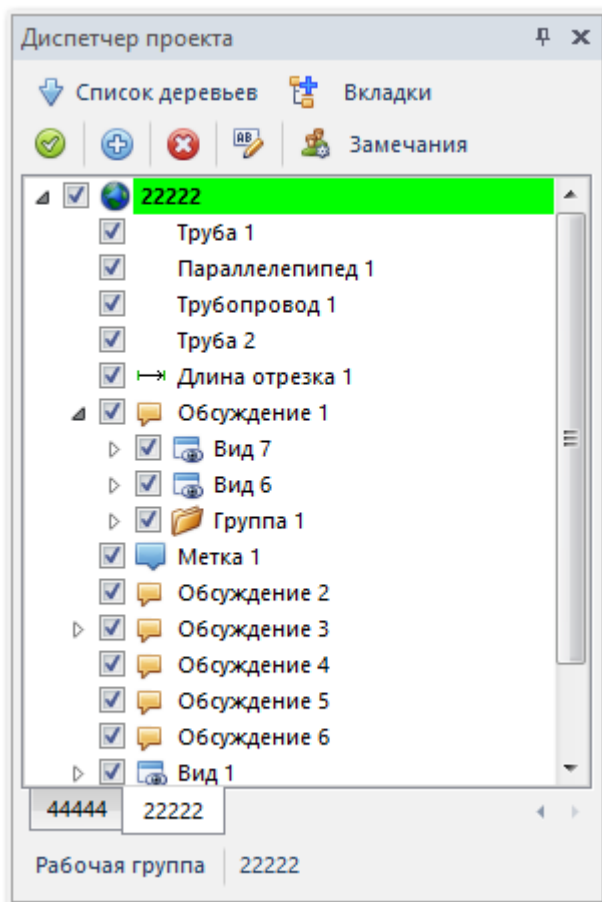 Диспетчер проекта
Список деревьев Вкладки
AB Замечания
22222
Труба 1
Параллелепипед 1
Трубопровод 1
Труба 2
Длина отрезка 1
Обсуждение 1
Вид 7
Вид 6
Группа 1
Метка 1
Обсуждение 2
Обсуждение 3
Обсуждение 4
Обсуждение 5
Обсуждение 6
Вид 1
44444 22222
Рабочая группа 22222